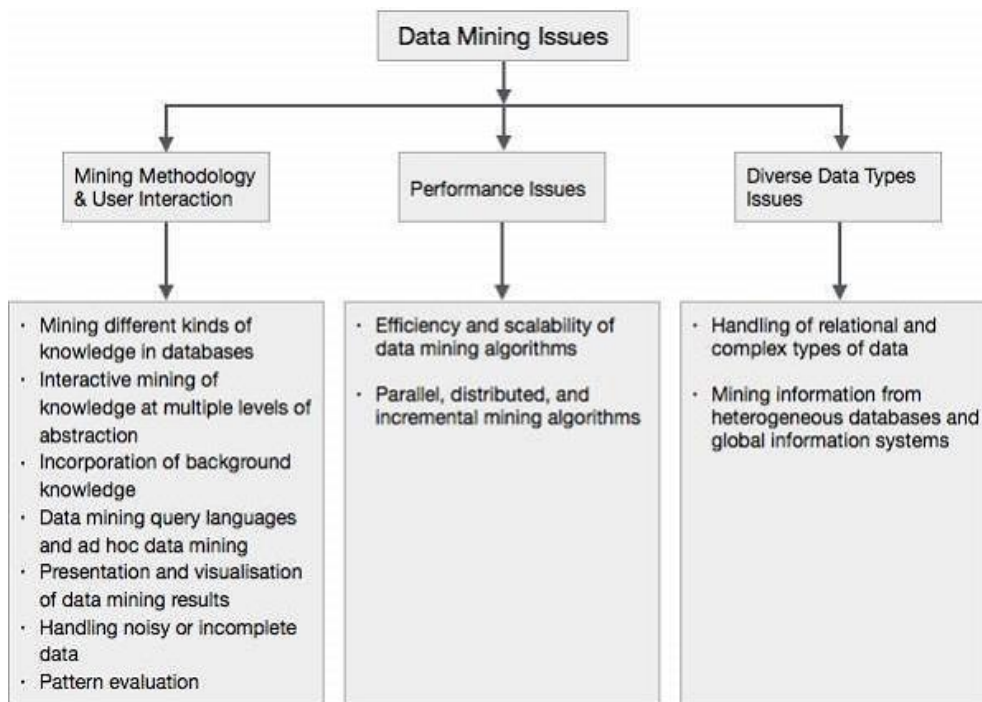 Data Mining Issues
Mining Methodology
& User Interaction
Performance Issues
Diverse Data Types
Issues
· Mining different kinds of
knowledge in databases
· Interactive mining of
knowledge at multiple levels of
abstraction
· Incorporation of background
knowledge
· Data mining query languages
and ad hoc data mining
· Presentation and visualisation
of data mining results
· Handling noisy or incomplete
data
· Pattern evaluation
· Efficiency and scalability of
data mining algorithms
· Parallel, distributed, and
incremental mining algorithms
· Handling of relational and
complex types of data
· Mining information from
heterogeneous databases and
global information systems